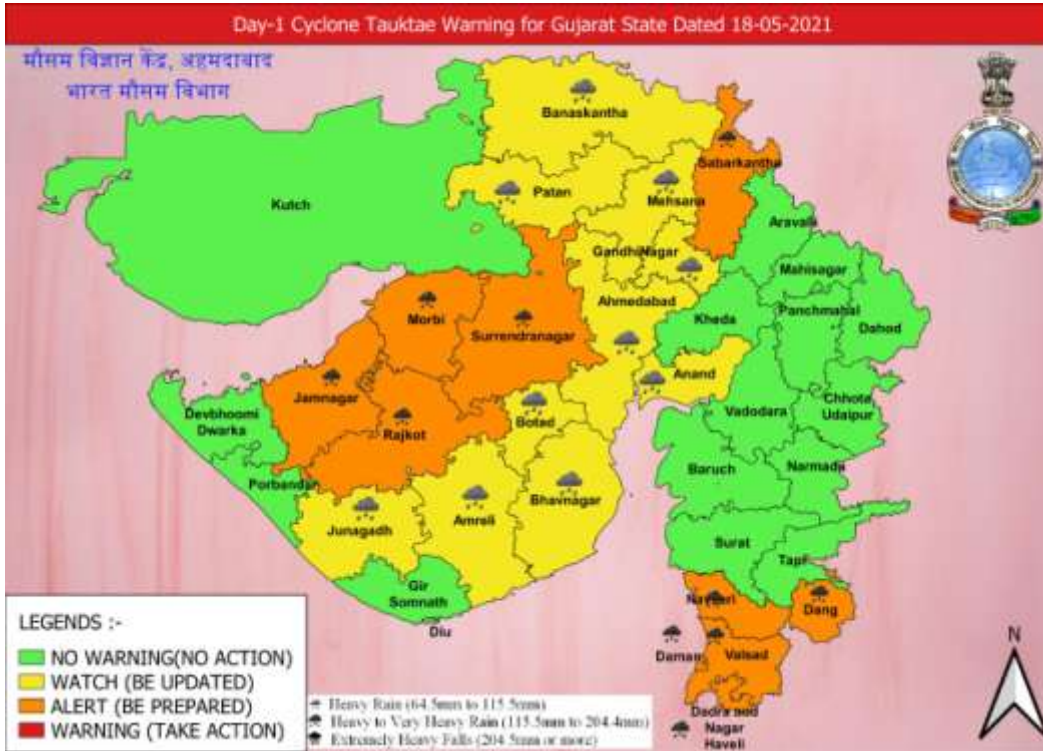 Day-1 Cyclone Tauktae Warning for Gujarat State Dated 18-05-2021
मौसम विज्ञान केंद्र, अहमदाबाद
भारत मौसम विभाग
Banaskantha
Sabarkantha
Patan
Mehsana
Kutch
Aravali
Gandhi Nagar
Mahisagar
Ahmedabad
Panchmahal
Kheda
Dahod
Morbi
Surrendranagar
Anand
Jamnagar
Chhota
Udaipur
Devbhoomi
Dwarka
Vadodara
Rajkot
Botad
Baruch
Narmada
Porbandar
Bhavnagar
Junagadh
Amreli
Surat
Tapi
Gir
Somnath
Navsari
Dang
Diu
Daman
Valsad
Dadra and
Nagar
Haveli
N
LEGENDS :-
NO WARNING(NO ACTION)
WATCH (BE UPDATED)
ALERT (BE PREPARED)
WARNING (TAKE ACTION)
Heavy Rain (64.5mm to 115.5mm)
Heavy to Very Heavy Rain (115.5mm to 204.4mm)
Extremely Heavy Falls (204.5mm or more)